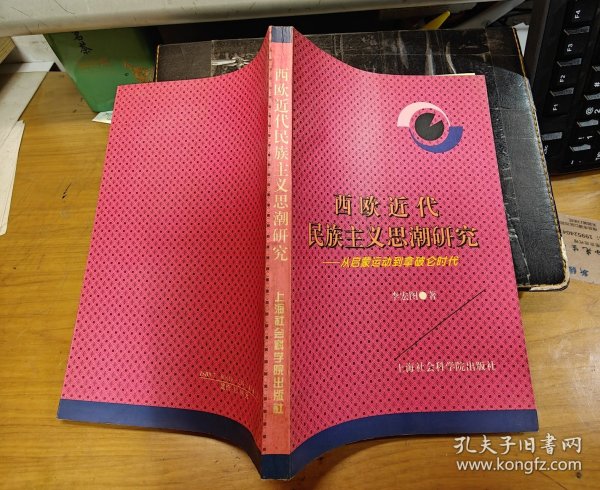 西欧近代民族主义思潮研究
上海社会科学院出版社
西欧近代
民族主义思潮研究
——从启蒙运动到拿破仑时代
李宏图●著
上海社会科学院出版社
孔夫子旧书网
www.kongfz.com